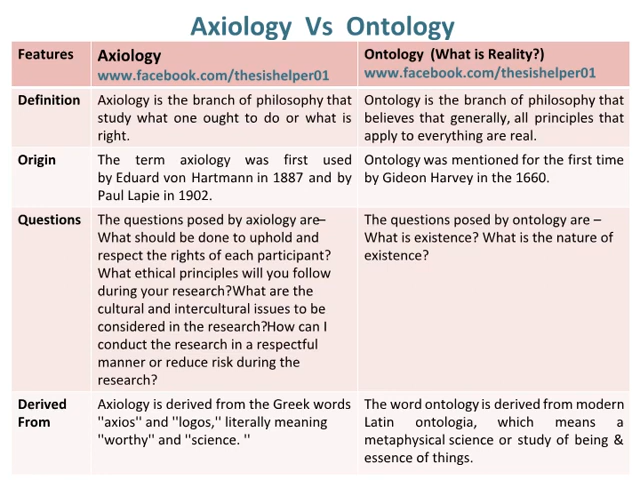 Axiology Vs Ontology
Features
Axiology
www.facebook.com/thesishelper01
Ontology (What is Reality?)
www.facebook.com/thesishelper01
Definition
Axiology is the branch of philosophy that
study what one ought to do or what is
right.
Ontology is the branch of philosophy that
believes that generally, all principles that
apply to everything are real.
Origin
The term axiology was first used
by Eduard von Hartmann in 1887 and by
Paul Lapie in 1902.
Ontology was mentioned for the first time
by Gideon Harvey in the 1660.
Questions
The questions posed by axiology are–
What should be done to uphold and
respect the rights of each participant?
What ethical principles will you follow
during your research?What are the
cultural and intercultural issues to be
considered in the research?How can I
conduct the research in a respectful
manner or reduce risk during the
research?
The questions posed by ontology are –
What is existence? What is the nature of
existence?
Derived
From
Axiology is derived from the Greek words
"axios" and "logos," literally meaning
"worthy" and "science. "
The word ontology is derived from modern
Latin ontologia, which means a
metaphysical science or study of being &
essence of things.